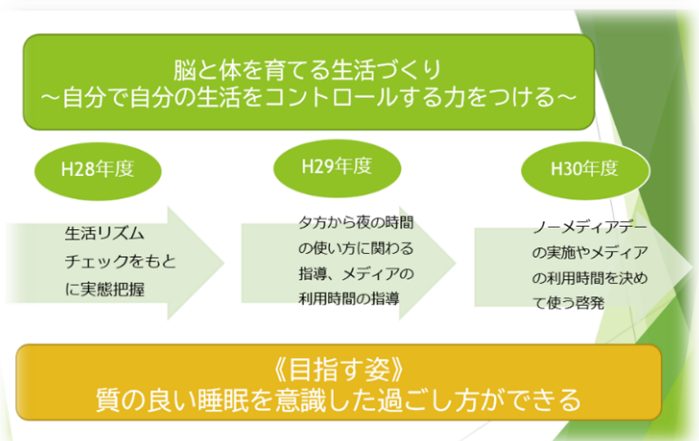 脳と体を育てる生活づくり
～自分で自分の生活をコントロールする力をつける～
H28年度
生活リズム
チェックをもと
に実態把握
H29年度
夕方から夜の時間
の使い方に関わる
指導、メディアの
利用時間の指導
H30年度
ノーメディアデー
の実施やメディア
の利用時間を決め
て使う啓発
《目指す姿》
質の良い睡眠を意識した過ごし方ができる